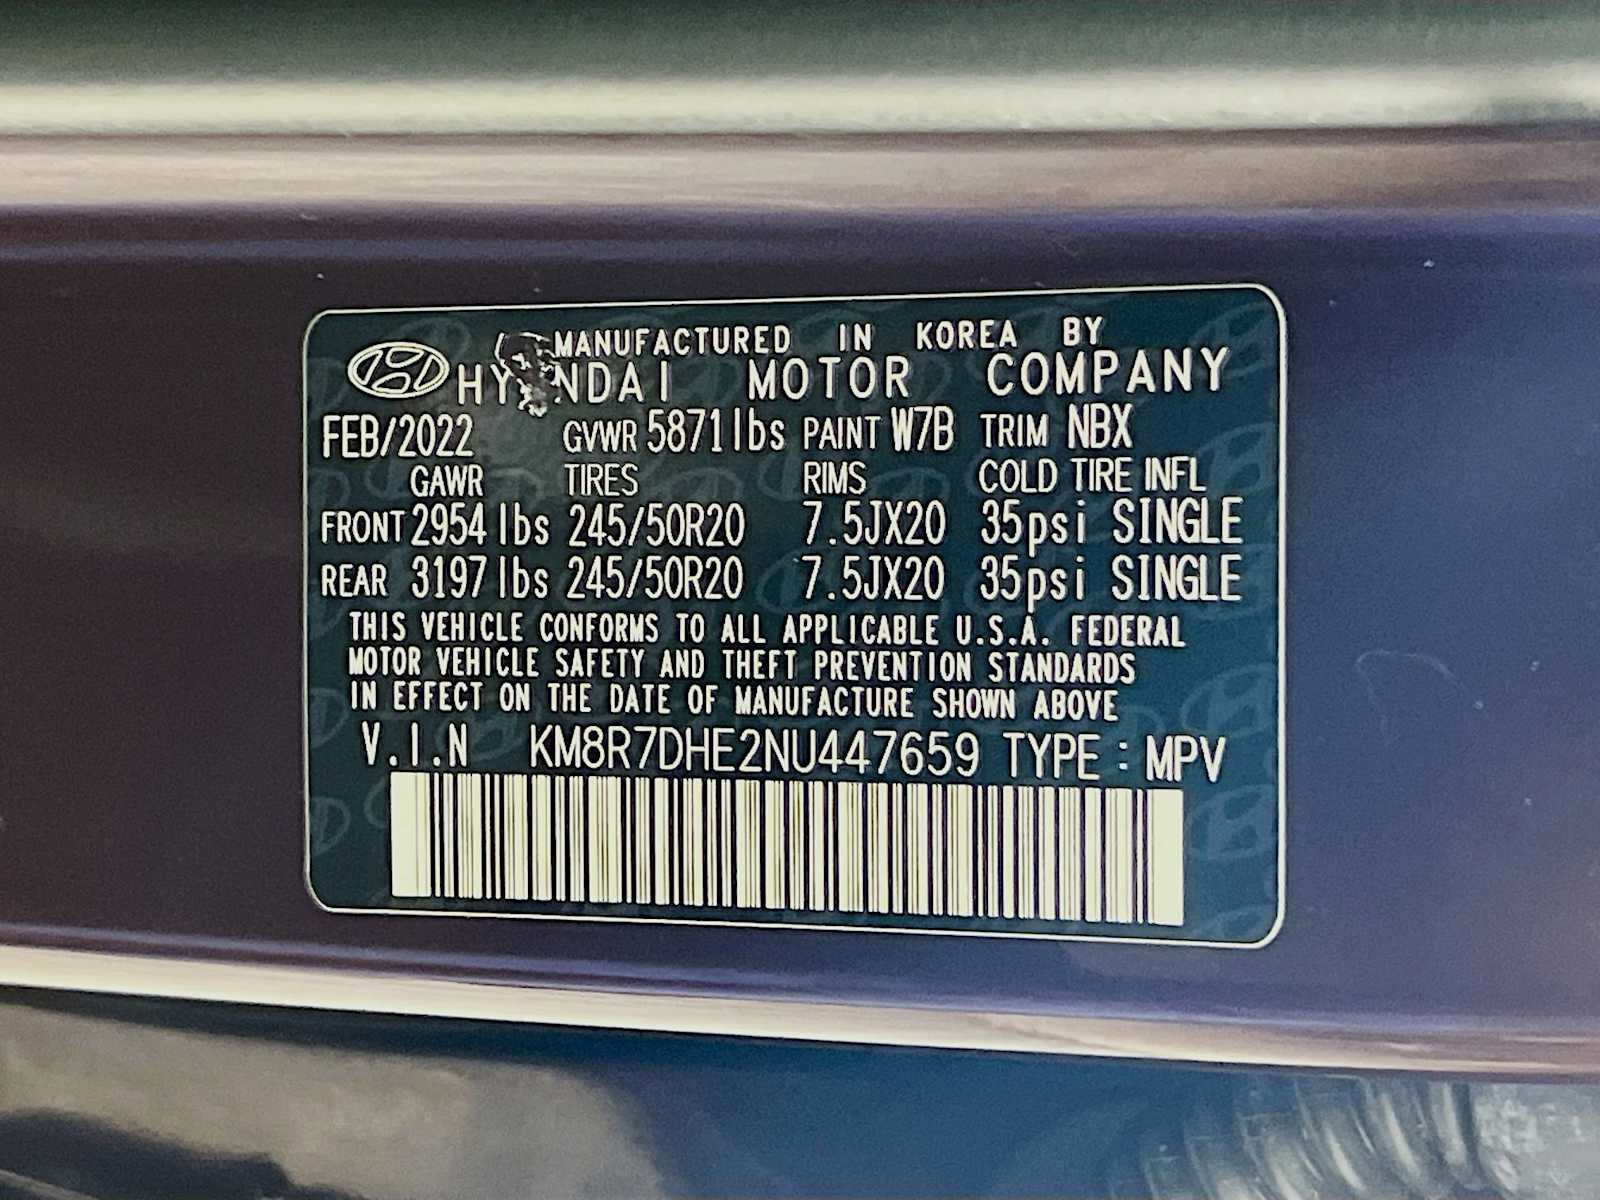 MANUFACTURED IN KOREA BY
HYUNDAI MOTOR COMPANY
FEB/2022 GVWR 5871lbs PAINT W7B TRIM NBX
GAWR TIRES RIMS COLD TIRE INFL
FRONT 2954 lbs 245/50R20 7.5JX20 35psi SINGLE
REAR 3197 lbs 245/50R20 7.5JX20 35psi SINGLE
THIS VEHICLE CONFORMS TO ALL APPLICABLE U.S.A. FEDERAL
MOTOR VEHICLE SAFETY AND THEFT PREVENTION STANDARDS
IN EFFECT ON THE DATE OF MANUFACTURE SHOWN ABOVE
V.I.N KM8R7DHE2NU447659 TYPE : MPV